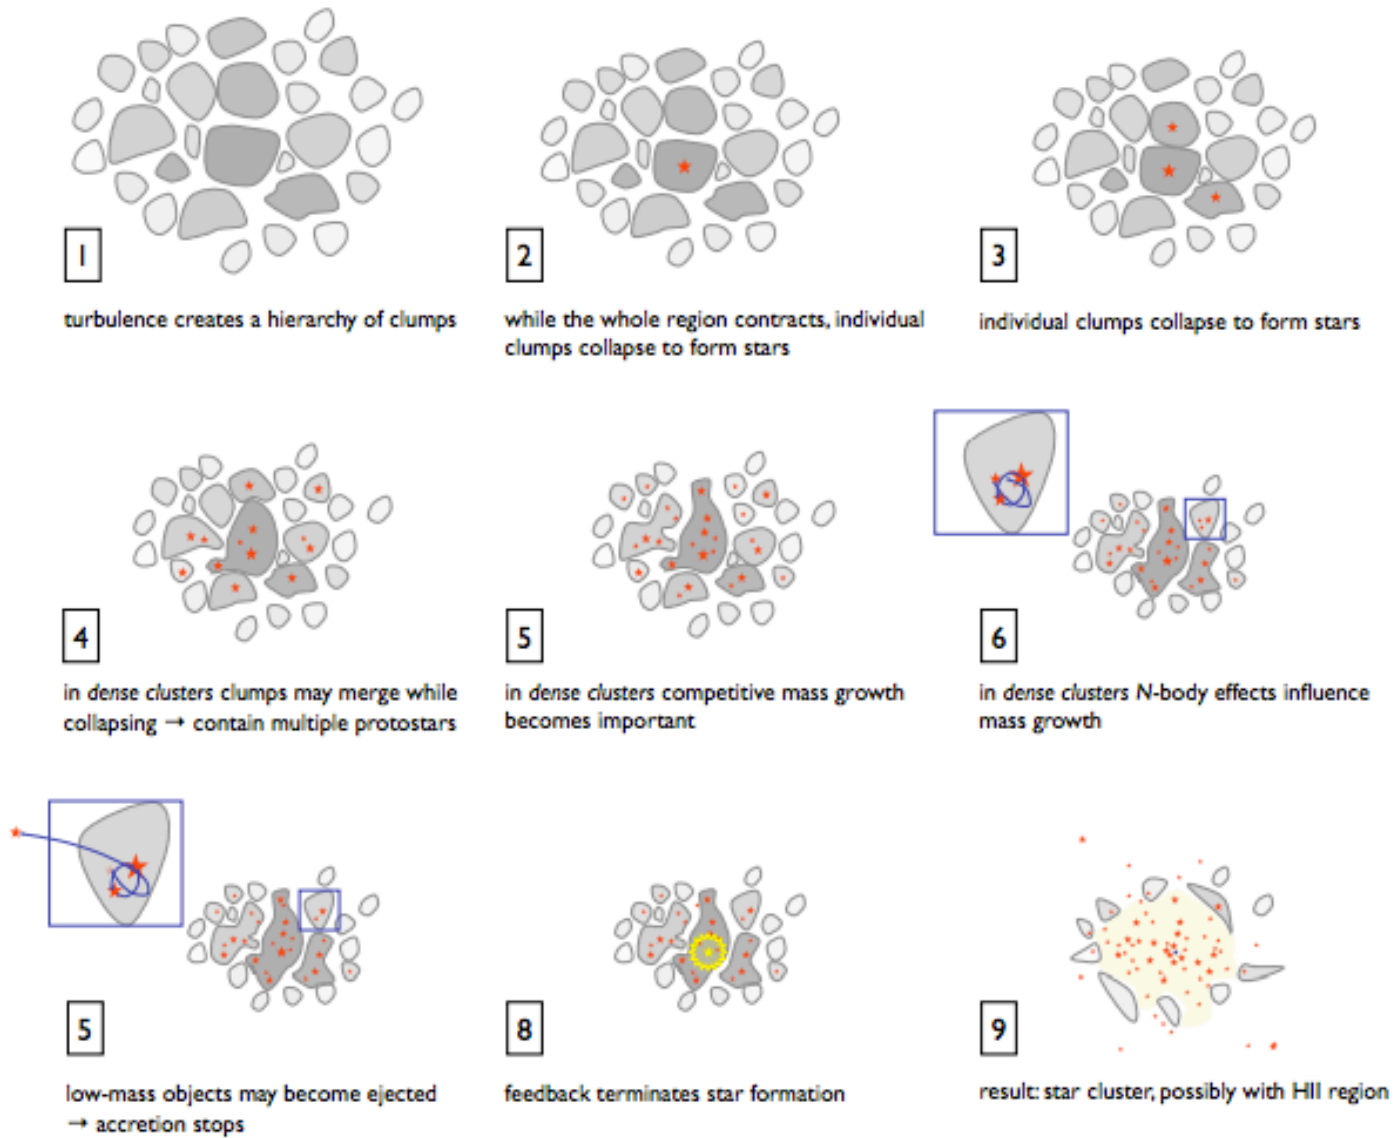 1
turbulence creates a hierarchy of clumps
2
while the whole region contracts, individual
clumps collapse to form stars
3
individual clumps collapse to form stars
4
in dense clusters clumps may merge while
collapsing → contain multiple protostars
5
in dense clusters competitive mass growth
becomes important
6
in dense clusters N-body effects influence
mass growth
5
low-mass objects may become ejected
→ accretion stops
8
feedback terminates star formation
9
result: star cluster, possibly with HII region